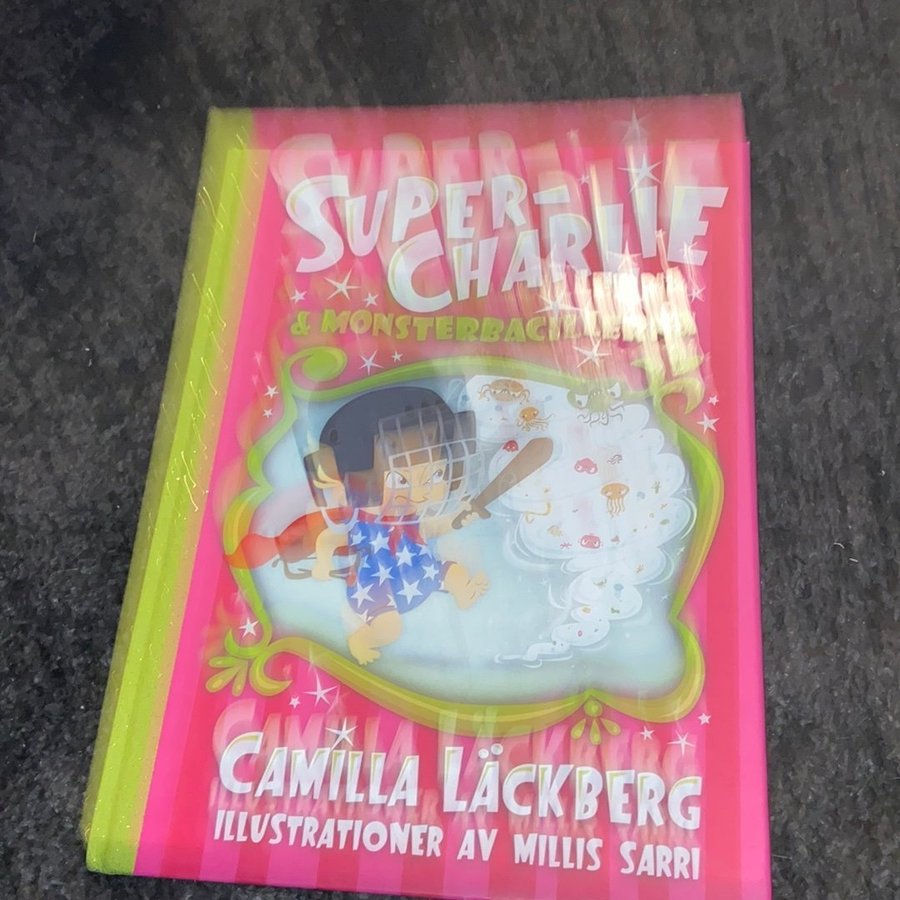 SUPER-
CHARLIE
& MONSTERBACILLERNA
CAMILLA LÄCKBERG
ILLUSTRATIONER AV MILLIS SARRI